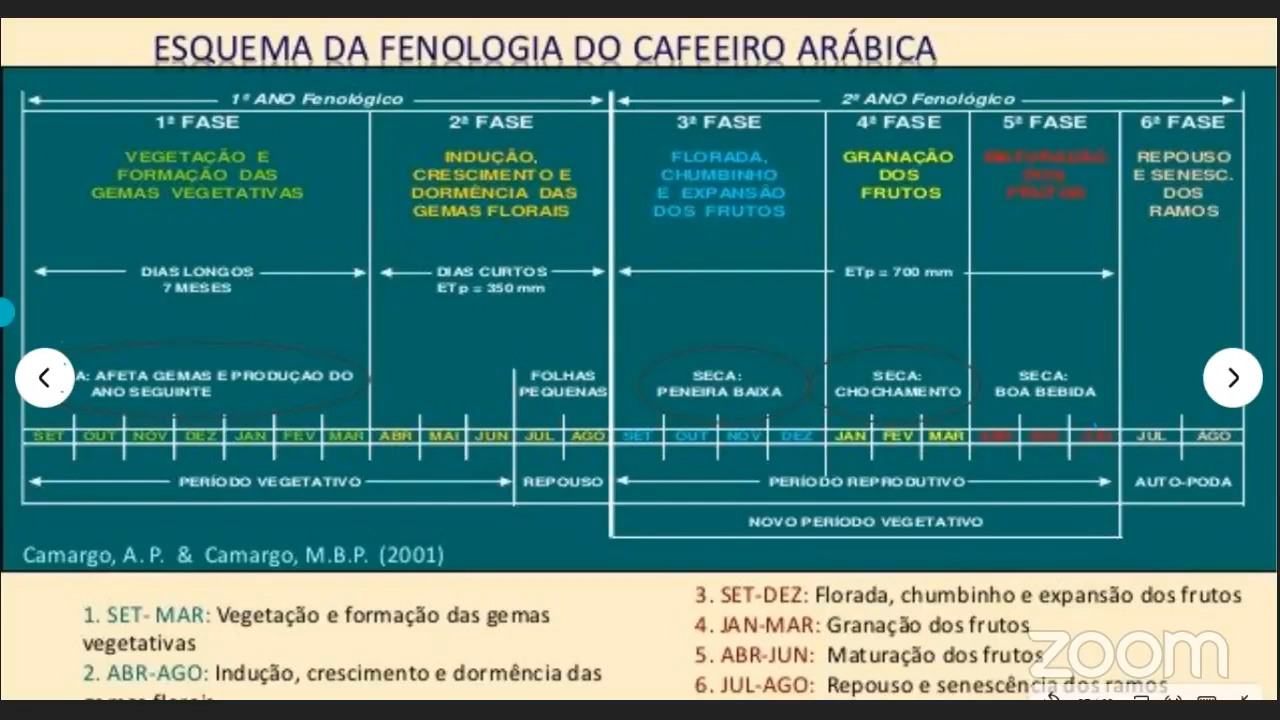 ESQUEMA DA FENOLOGIA DO CAFEEIRO ARÁBICA
1º ANO Fenológico
2º ANO Fenológico
1ª FASE
2ª FASE
3ª FASE
4ª FASE
5ª FASE
6ª FASE
VEGETAÇÃO E
FORMAÇÃO DAS
GEMAS VEGETATIVAS
INDUÇÃO,
CRESCIMENTO E
DORMÊNCIA DAS
GEMAS FLORAIS
FLORADA,
CHUMBINHO
E EXPANSÃO
DOS FRUTOS
GRANAÇÃO
DOS
FRUTOS
MATURAÇÃO
DOS
FRUTOS
REPOUSO
E SENESC.
DOS
RAMOS
DIAS LONGOS
7 MESES
DIAS CURTOS
ETp = 350 mm
ETp = 700 mm
A: AFETA GEMAS E PRODUÇÃO DO
ANO SEGUINTE
FOLHAS
PEQUENAS
SECA:
PENEIRA BAIXA
SECA:
CHOCHAMENTO
SECA:
BOA BEBIDA
SET OUT NOV DEZ JAN FEV MAR ABR MAI JUN JUL AGO SET OUT NOV DEZ JAN FEV MAR JUL AGO
PERÍODO VEGETATIVO
REPOUSO
PERÍODO REPRODUTIVO
AUTO-PODA
NOVO PERÍODO VEGETATIVO
Camargo, A. P. & Camargo, M.B.P. (2001)
1. SET- MAR: Vegetação e formação das gemas
vegetativas
2. ABR-AGO: Indução, crescimento e dormência das
gemas florais
3. SET-DEZ: Florada, chumbinho e expansão dos frutos
4. JAN-MAR: Granação dos frutos
5. ABR-JUN: Maturação dos frutos
6. JUL-AGO: Repouso e senescência dos ramos
zoom